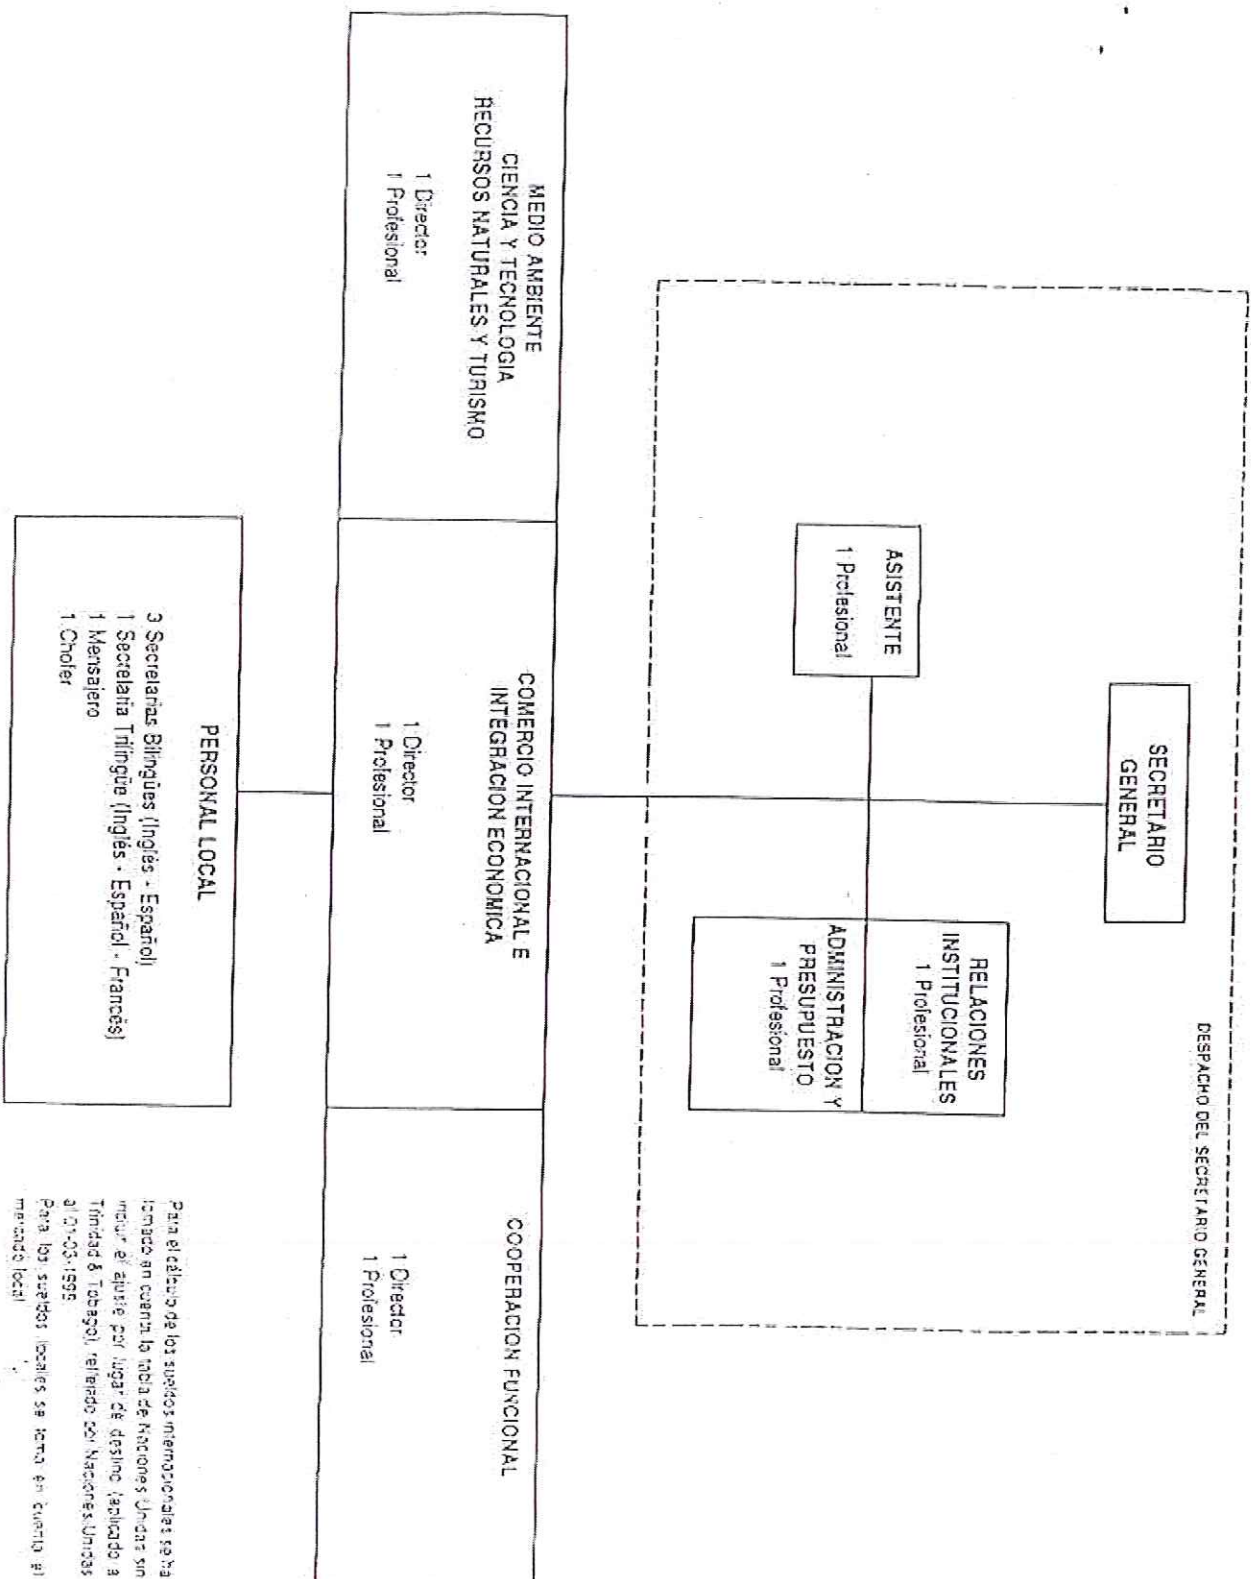 DESPACHO DEL SECRETARIO GENERAL
SECRETARIO
GENERAL
ASISTENTE
1 Profesional
RELACIONES
INSTITUCIONALES
1 Profesional
ADMINISTRACION Y
PRESUPUESTO
1 Profesional
MEDIO AMBIENTE
CIENCIA Y TECNOLOGIA
RECURSOS NATURALES Y TURISMO
1 Director
1 Profesional
COMERCIO INTERNACIONAL E
INTEGRACION ECONOMICA
1 Director
1 Profesional
COOPERACION FUNCIONAL
1 Director
1 Profesional
PERSONAL LOCAL
3 Secretarias Bilingües (Inglés - Español)
1 Secretaria Trilingüe (Inglés - Español - Francés)
1 Mensajero
1 Chofer
Para el cálculo de los sueldos internacionales se ha
tomado en cuenta la tabla de Naciones Unidas sin
incluir el ajuste por lugar de destino (aplicado a
Trinidad & Tobago), referido por Naciones Unidas
al 01-03-1995.
Para los sueldos locales se toma en cuenta el
mercado local